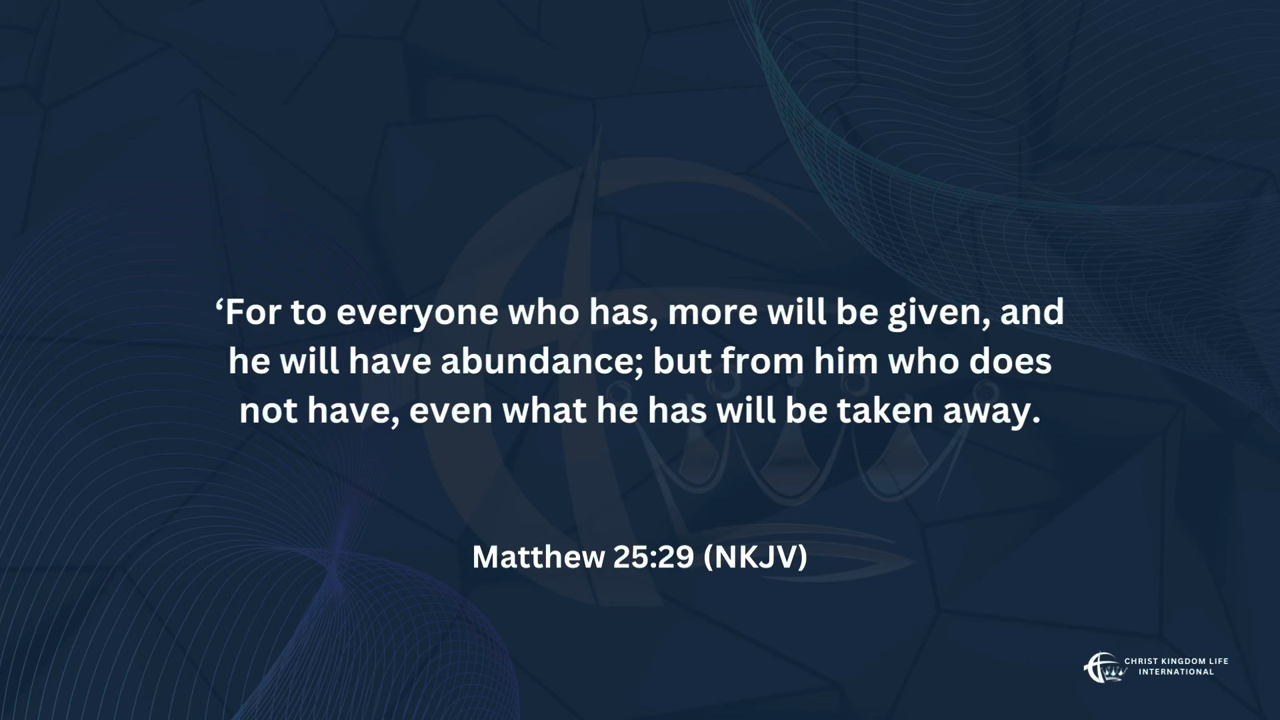 ‘For to everyone who has, more will be given, and
he will have abundance; but from him who does
not have, even what he has will be taken away.
Matthew 25:29 (NKJV)
CHRIST KINGDOM LIFE
INTERNATIONAL